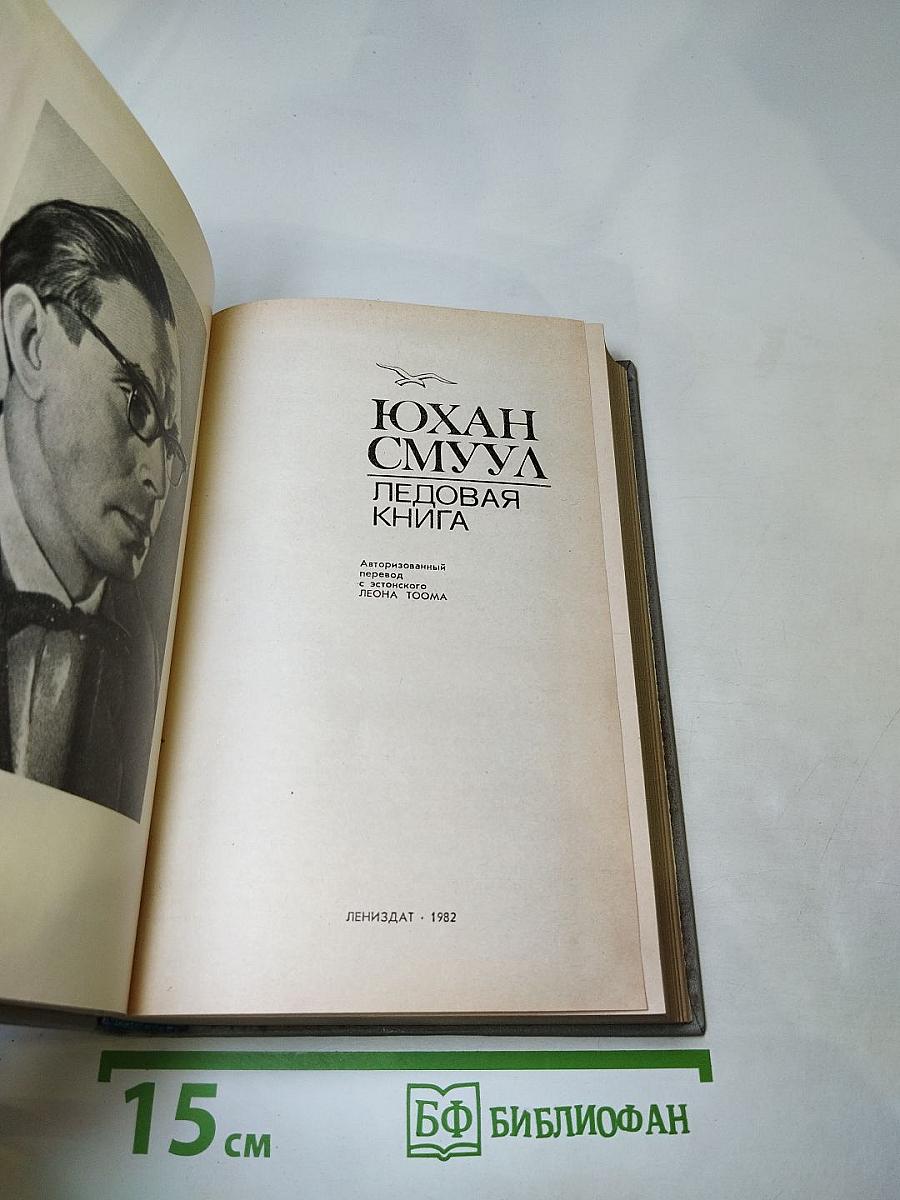 ЮХАН
СМУУЛ
ЛЕДОВАЯ
КНИГА
Авторизованный
перевод
с эстонского
ЛЕОНА ТООМА
ЛЕНИЗДАТ · 1982
15 см
БФ БИБЛИОФАН